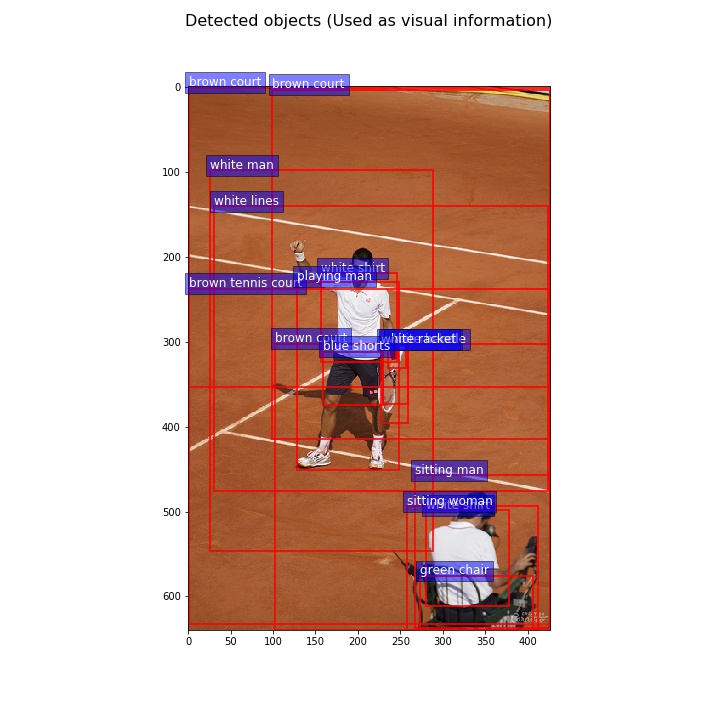 Detected objects (Used as visual information)
brown court
brown court
white man
white lines
white shirt
playing man
brown tennis court
brown court
white racket
blue shorts
sitting man
sitting woman
white shirt
green chair
0
100
200
300
400
500
600
0 50 100 150 200 250 300 350 400